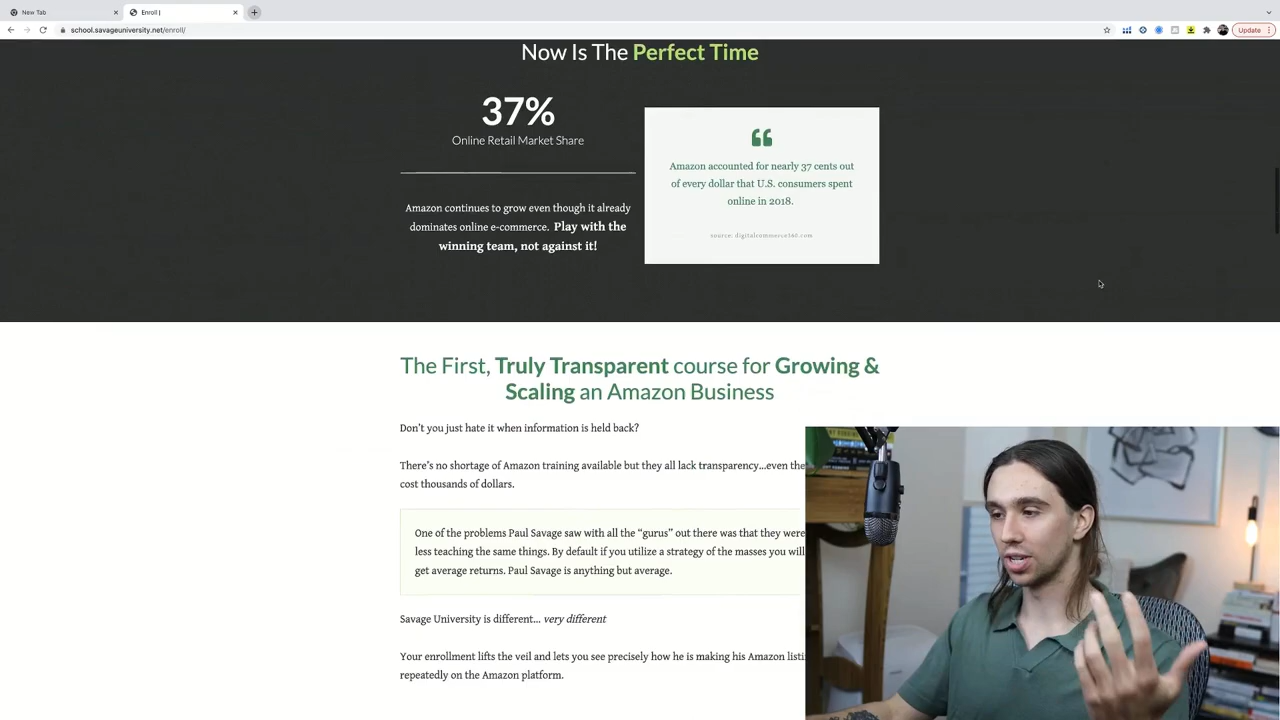 New Tab
Enroll |
school.savageuniversity.net/enroll/
Update
Now Is The Perfect Time
37%
Online Retail Market Share
Amazon continues to grow even though it already
dominates online e-commerce. Play with the
winning team, not against it!
Amazon accounted for nearly 37 cents out
of every dollar that U.S. consumers spent
online in 2018.
source: digitalcommerce360.com
The First, Truly Transparent course for Growing &
Scaling an Amazon Business
Don't you just hate it when information is held back?
There's no shortage of Amazon training available but they all lack transparency...even the
cost thousands of dollars.
One of the problems Paul Savage saw with all the “gurus” out there was that they were
less teaching the same things. By default if you utilize a strategy of the masses you will
get average returns. Paul Savage is anything but average.
Savage University is different... very different
Your enrollment lifts the veil and lets you see precisely how he is making his Amazon listi
repeatedly on the Amazon platform.